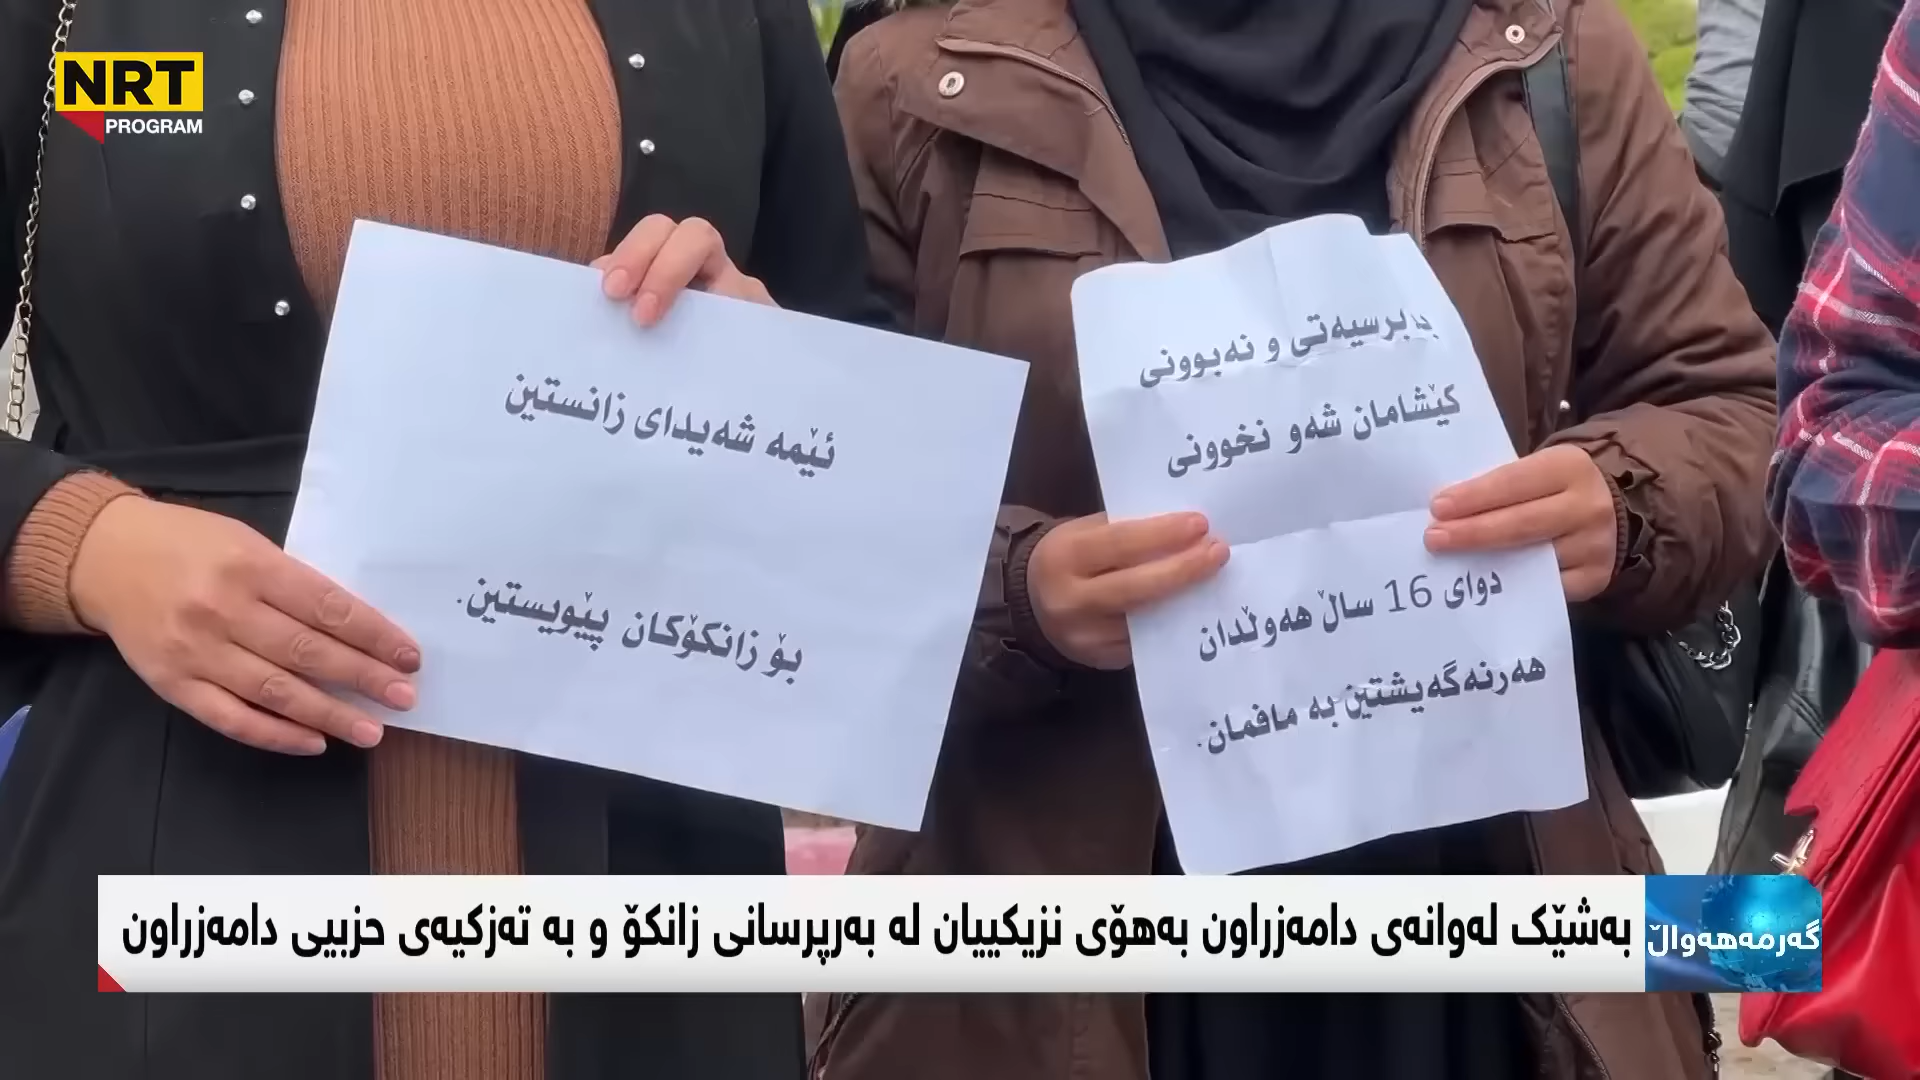 NRT
PROGRAM
ئێمە شەیدای زانستین
بۆ زانکۆکان پێویستین.
بەبرسیەتی و نەبوونی
کێشامان شەو نخوونی
دوای 16 ساڵ هەوڵدان
هەرنەگەیشتین بە مافمان.
گەرمەهەواڵ
بەشێک لەوانەی دامەزراون بەهۆی نزیکییان لە بەرپرسانی زانکۆ و بە تەزکیەی حزبیی دامەزراون